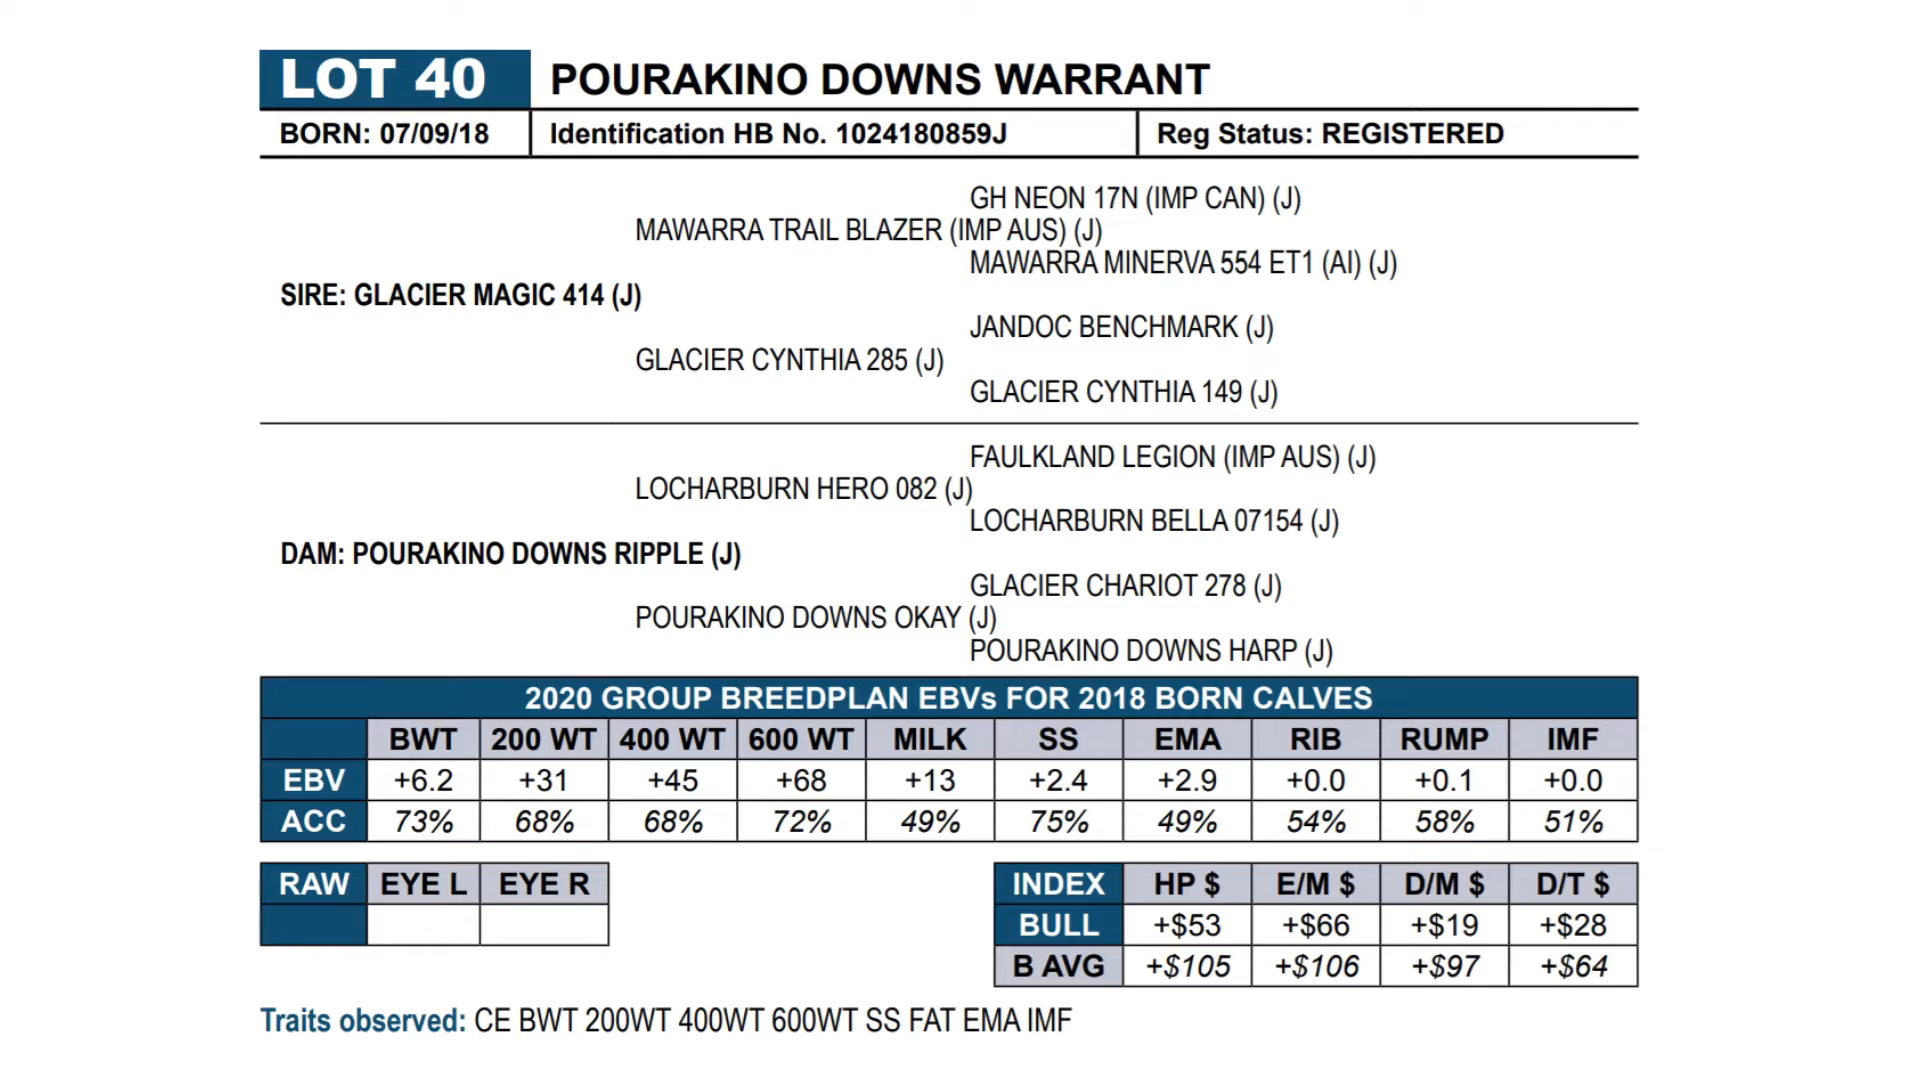 LOT 40 POURAKINO DOWNS WARRANT
BORN: 07/09/18 Identification HB No. 1024180859J Reg Status: REGISTERED
GH NEON 17N (IMP CAN) (J)
MAWARRA TRAIL BLAZER (IMP AUS) (J)
MAWARRA MINERVA 554 ET1 (AI) (J)
SIRE: GLACIER MAGIC 414 (J)
JANDOC BENCHMARK (J)
GLACIER CYNTHIA 285 (J)
GLACIER CYNTHIA 149 (J)
FAULKLAND LEGION (IMP AUS) (J)
LOCHARBURN HERO 082 (J)
LOCHARBURN BELLA 07154 (J)
DAM: POURAKINO DOWNS RIPPLE (J)
GLACIER CHARIOT 278 (J)
POURAKINO DOWNS OKAY (J)
POURAKINO DOWNS HARP (J)
2020 GROUP BREEDPLAN EBVs FOR 2018 BORN CALVES
BWT 200 WT 400 WT 600 WT MILK SS EMA RIB RUMP IMF
EBV +6.2 +31 +45 +68 +13 +2.4 +2.9 +0.0 +0.1 +0.0
ACC 73% 68% 68% 72% 49% 75% 49% 54% 58% 51%
RAW EYE L EYE R INDEX HP $ E/M $ D/M $ D/T $
BULL +$53 +$66 +$19 +$28
B AVG +$105 +$106 +$97 +$64
Traits observed: CE BWT 200WT 400WT 600WT SS FAT EMA IMF